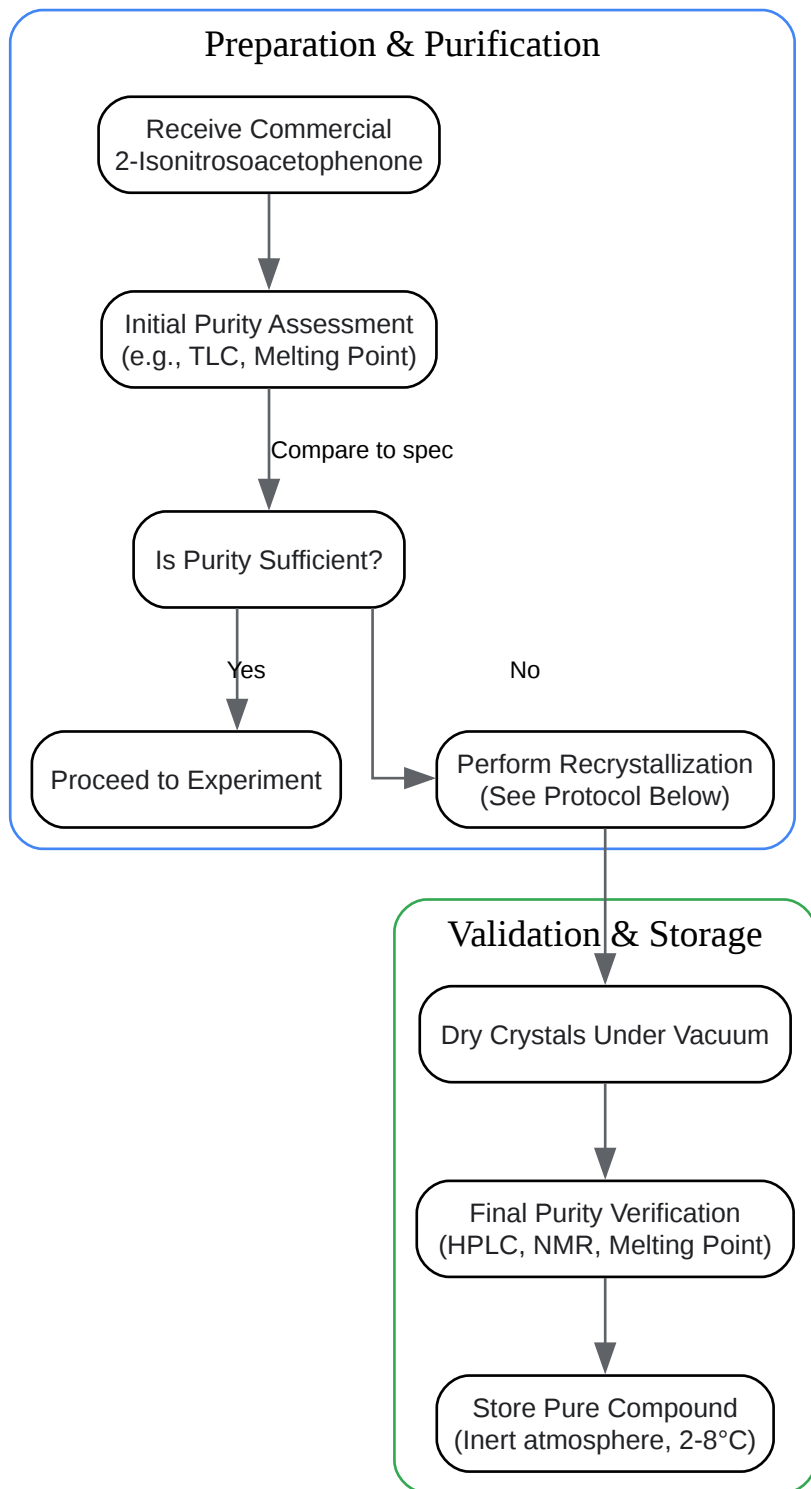 Preparation & Purification
Receive Commercial
2-Isonitrosoacetophenone
Initial Purity Assessment
(e.g., TLC, Melting Point)
Compare to spec
Is Purity Sufficient?
Yes
No
Proceed to Experiment
Perform Recrystallization
(See Protocol Below)
Validation & Storage
Dry Crystals Under Vacuum
Final Purity Verification
(HPLC, NMR, Melting Point)
Store Pure Compound
(Inert atmosphere, 2-8°C)